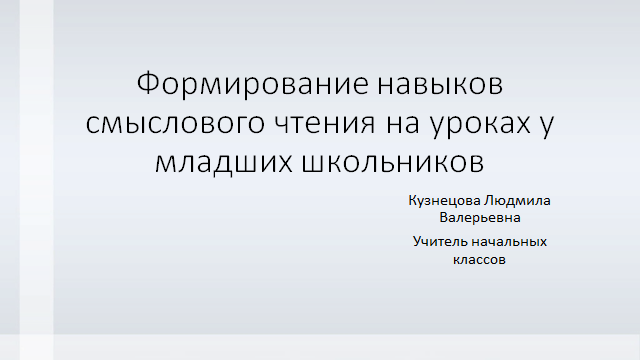 Формирование навыков
смыслового чтения на уроках у
младших школьников
Кузнецова Людмила
Валерьевна
Учитель начальных
классов